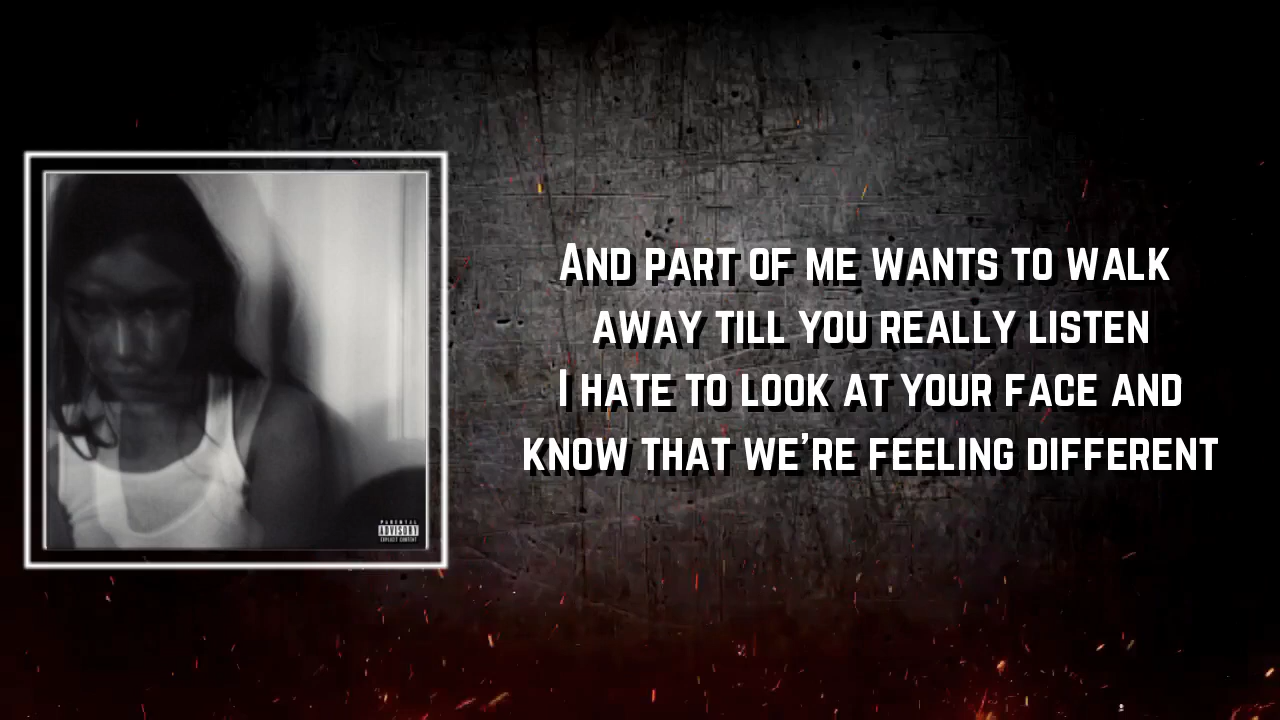 And part of me wants to walk
away till you really listen
I hate to look at your face and
know that we're feeling different
PARENTAL
ADVISORY
EXPLICIT CONTENT